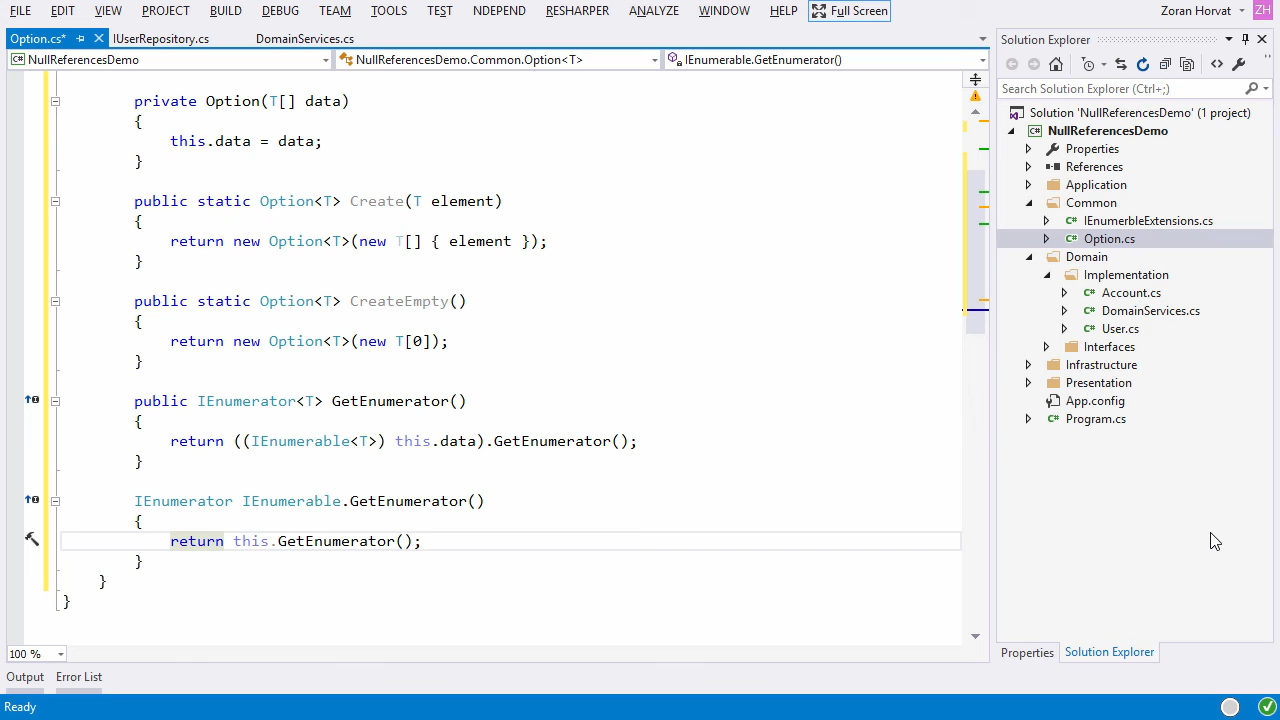 FILE EDIT VIEW PROJECT BUILD DEBUG TEAM TOOLS TEST NDEPEND RESHARPER ANALYZE WINDOW HELP Full Screen Zoran Horvat ZH
Option.cs* IUserRepository.cs DomainServices.cs
NullReferencesDemo NullReferencesDemo.Common.Option<T> IEnumerable.GetEnumerator()
private Option(T[] data)
{
this.data = data;
}
public static Option<T> Create(T element)
{
return new Option<T>(new T[] { element });
}
public static Option<T> CreateEmpty()
{
return new Option<T>(new T[0]);
}
public IEnumerator<T> GetEnumerator()
{
return ((IEnumerable<T>) this.data).GetEnumerator();
}
IEnumerator IEnumerable.GetEnumerator()
{
return this.GetEnumerator();
}
}
}
100 %
Output Error List
Ready
Solution Explorer
Search Solution Explorer (Ctrl+;)
Solution 'NullReferencesDemo' (1 project)
NullReferencesDemo
Properties
References
Application
Common
IEnumerbleExtensions.cs
Option.cs
Domain
Implementation
Account.cs
DomainServices.cs
User.cs
Interfaces
Infrastructure
Presentation
App.config
Program.cs
Properties Solution Explorer